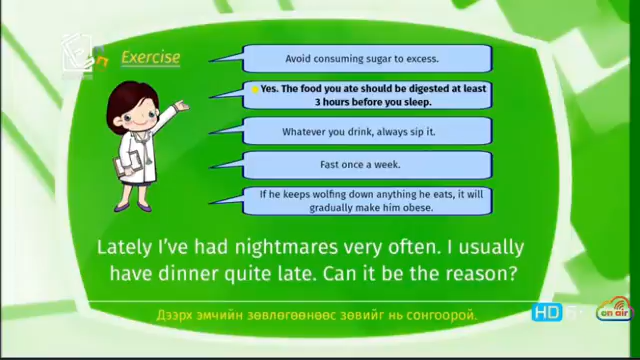 Exercise
Avoid consuming sugar to excess.
Yes. The food you ate should be digested at least
3 hours before you sleep.
Whatever you drink, always sip it.
Fast once a week.
If he keeps wolfing down anything he eats, it will
gradually make him obese.
Lately I've had nightmares very often. I usually
have dinner quite late. Can it be the reason?
Дээрх эмчийн зөвлөгөөнөөс зөвийг нь сонгоорой.
HD 6+ on air